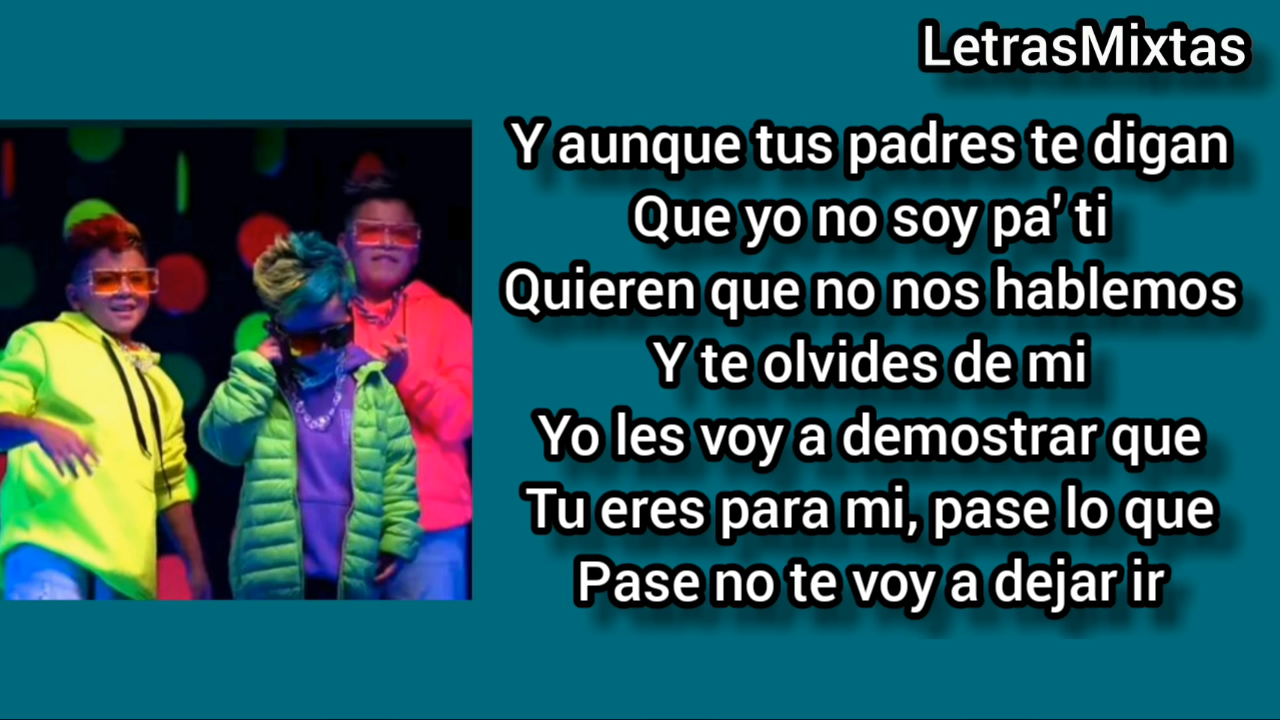 LetrasMixtas
Y aunque tus padres te digan
Que yo no soy pa' ti
Quieren que no nos hablemos
Y te olvides de mi
Yo les voy a demostrar que
Tu eres para mi, pase lo que
Pase no te voy a dejar ir